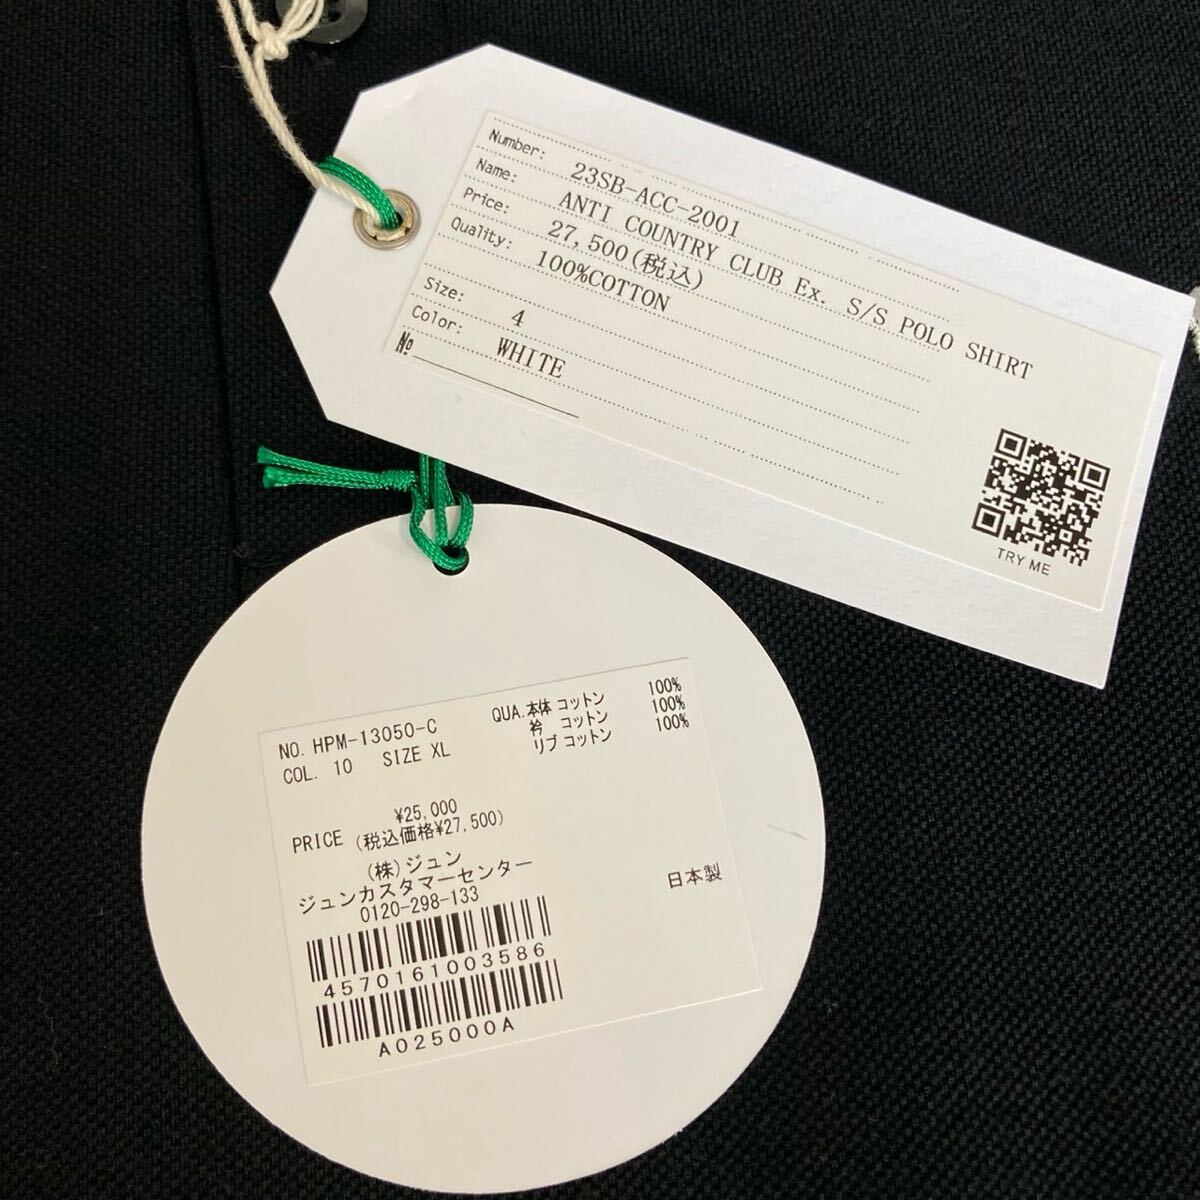 Number: 23SB-ACC-2001
Name: ANTI COUNTRY CLUB Ex. S/S POLO SHIRT
Price: 27,500(税込)
Quality: 100%COTTON
Size: 4
Color: WHITE
№
TRY ME
NO. HPM-13050-C
COL. 10 SIZE XL
QUA.本体 コットン 100%
衿 コットン 100%
リブ コットン 100%
¥25,000
PRICE (税込価格¥27,500)
(株)ジュン
ジュンカスタマーセンター
0120-298-133
日本製
4570161003586
A025000A